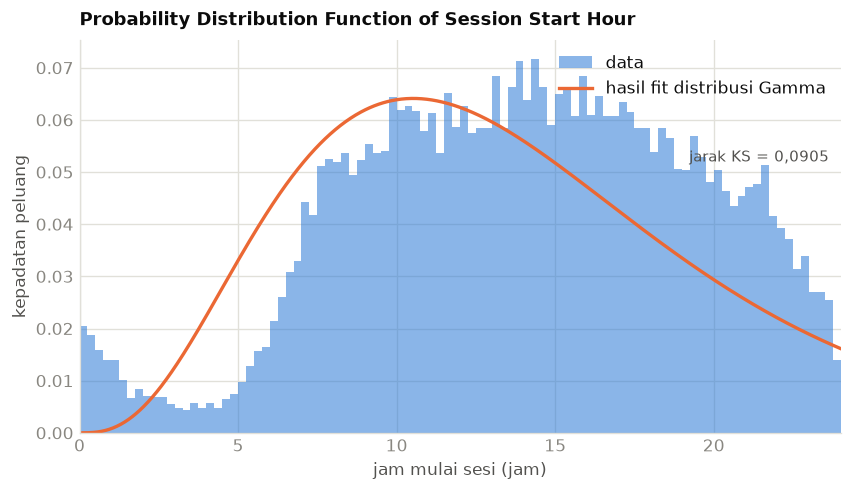 Probability Distribution Function of Session Start Hour
data
hasil fit distribusi Gamma
jarak KS = 0,0905
kepadatan peluang
0.07
0.06
0.05
0.04
0.03
0.02
0.01
0.00
0
5
10
15
20
jam mulai sesi (jam)